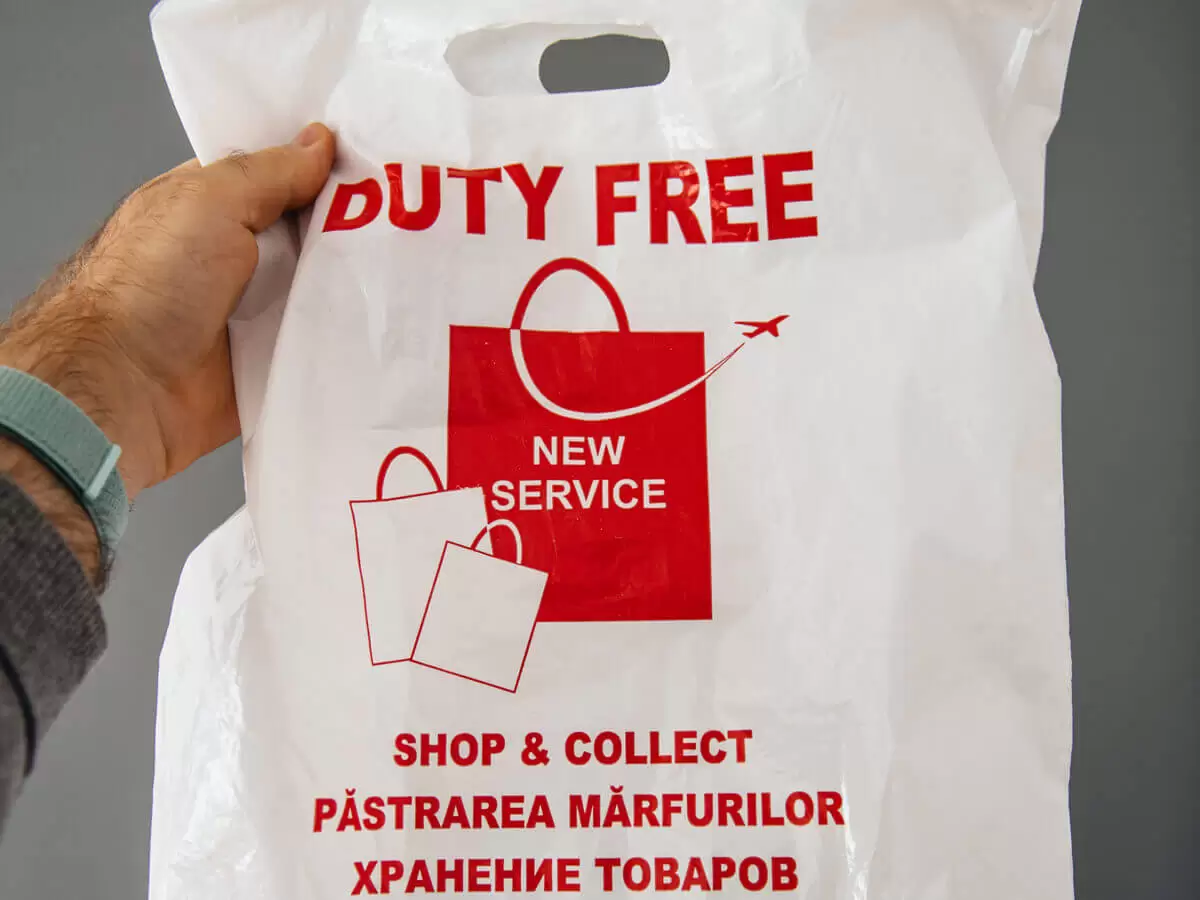 DUTY FREE
NEW
SERVICE
SHOP & COLLECT
PĂSTRAREA MĂRFURILOR
ХРАНЕНИЕ ТОВАРОВ